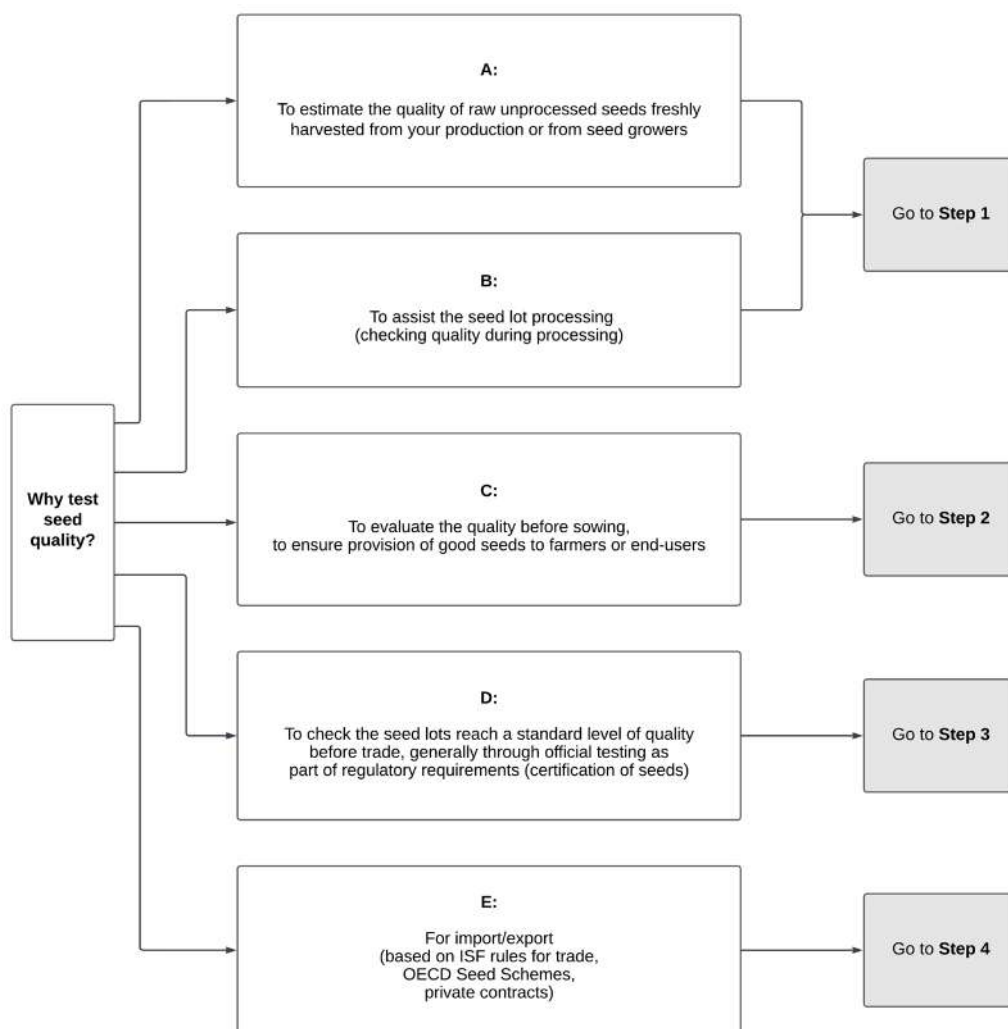 A:
To estimate the quality of raw unprocessed seeds freshly
harvested from your production or from seed growers
Go to Step 1
B:
To assist the seed lot processing
(checking quality during processing)
Why test
seed
quality?
C:
To evaluate the quality before sowing,
to ensure provision of good seeds to farmers or end-users
Go to Step 2
D:
To check the seed lots reach a standard level of quality
before trade, generally through official testing as
part of regulatory requirements (certification of seeds)
Go to Step 3
E:
For import/export
(based on ISF rules for trade,
OECD Seed Schemes,
private contracts)
Go to Step 4